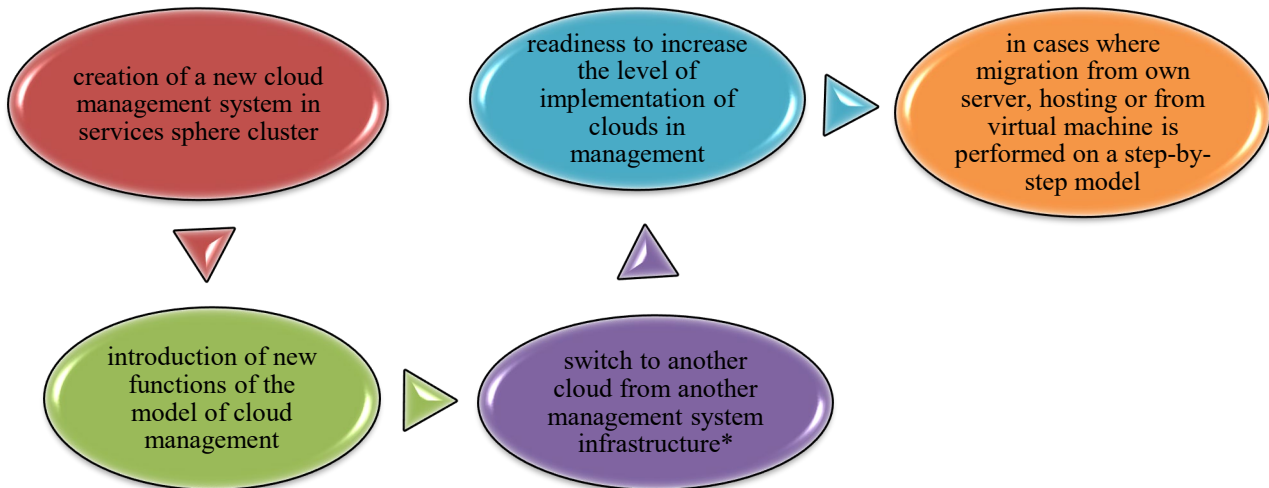 creation of a new cloud
management system in
services sphere cluster
introduction of new
functions of the
model of cloud
management
switch to another
cloud from another
management system
infrastructure*
readiness to increase
the level of
implementation of
clouds in
management
in cases where
migration from own
server, hosting or from
virtual machine is
performed on a step-by-
step model